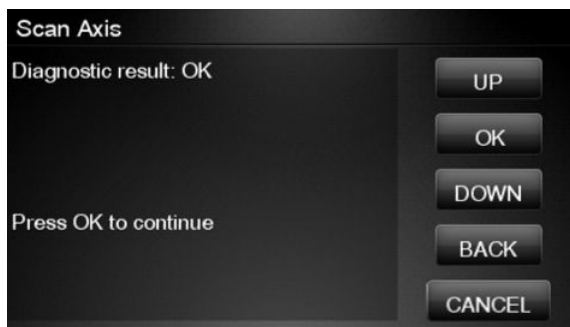 Scan Axis
Diagnostic result: OK
Press OK to continue
UP
OK
DOWN
BACK
CANCEL